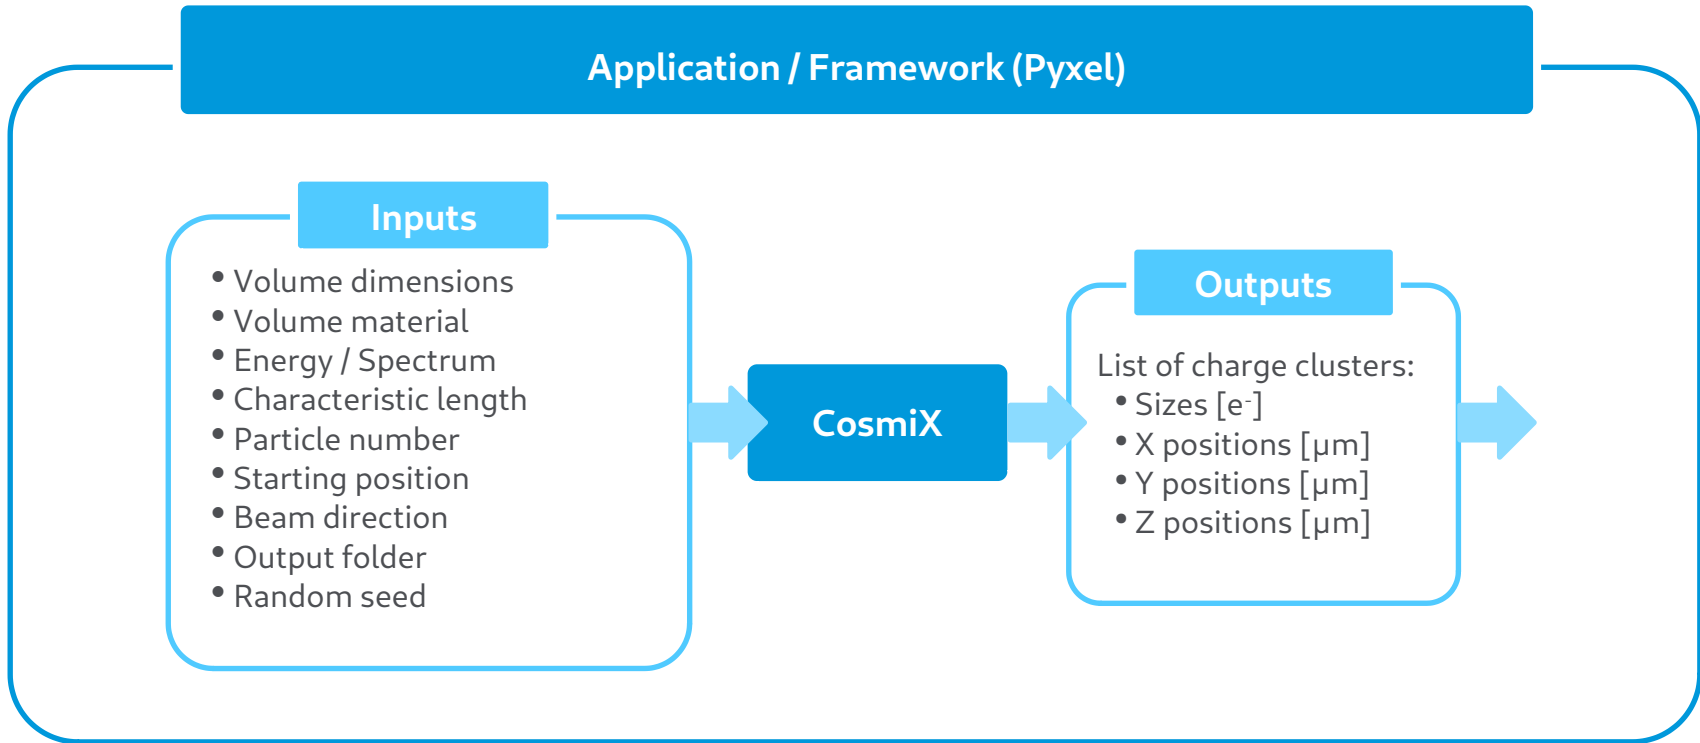 Application / Framework (Pyxel)
Inputs
• Volume dimensions
• Volume material
• Energy / Spectrum
• Characteristic length
• Particle number
• Starting position
• Beam direction
• Output folder
• Random seed
CosmiX
Outputs
List of charge clusters:
• Sizes [e⁻]
• X positions [μm]
• Y positions [μm]
• Z positions [μm]